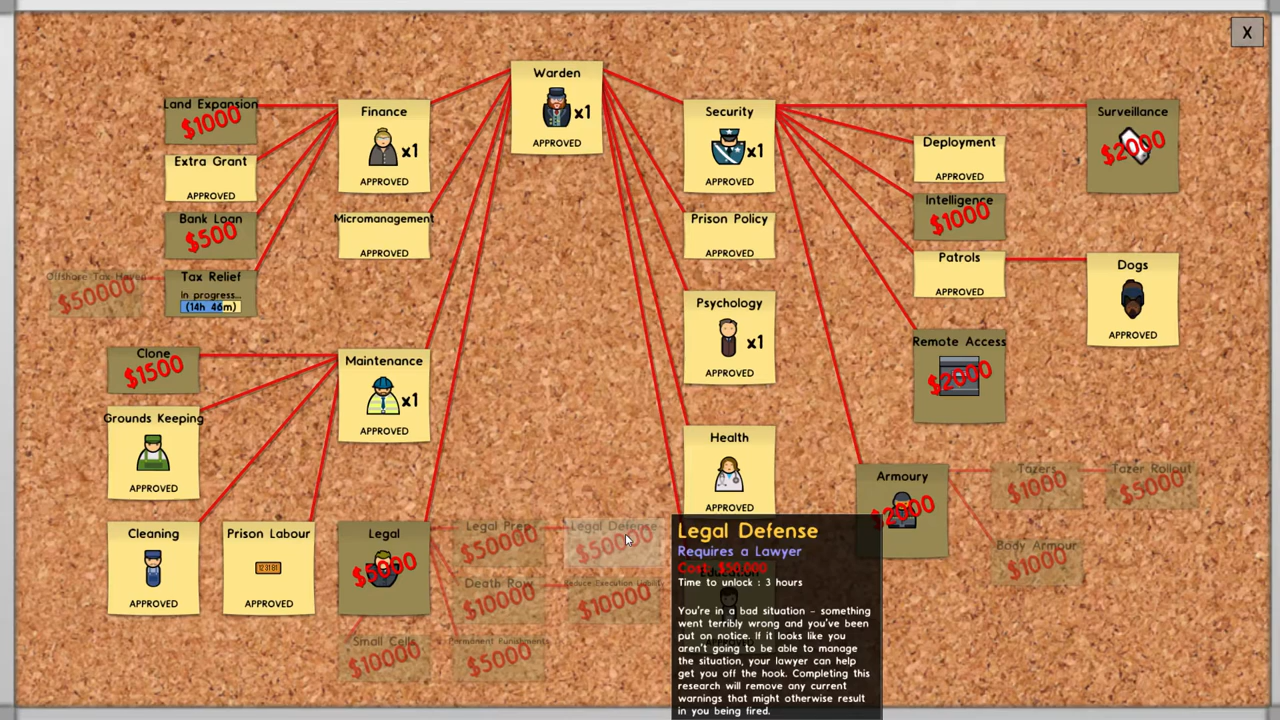 X
Warden
x1
APPROVED
Land Expansion
$1000
Finance
x1
APPROVED
Security
x1
APPROVED
Surveillance
$2000
Extra Grant
APPROVED
Deployment
APPROVED
Bank Loan
$500
Micromanagement
APPROVED
Prison Policy
APPROVED
Intelligence
$1000
Offshore Tax Haven
$50000
Tax Relief
In progress...
(14h 46m)
Patrols
APPROVED
Dogs
APPROVED
Psychology
x1
APPROVED
Remote Access
$2000
Clone
$1500
Maintenance
x1
APPROVED
Grounds Keeping
APPROVED
Health
APPROVED
Armoury
$2000
Tazers
$1000
Tazer Rollout
$5000
Body Armour
$1000
Cleaning
APPROVED
Prison Labour
123181
APPROVED
Legal
$5000
Legal Prep
$50000
Legal Defense
$50000
Death Row
$10000
Reduce Execution Liability
$10000
Small Cells
$10000
Permanent Punishments
$5000
Education
Legal Defense
Requires a Lawyer
Cost: $50,000
Time to unlock : 3 hours
You're in a bad situation - something
went terribly wrong and you've been
put on notice. If it looks like you
aren't going to be able to manage
the situation, your lawyer can help
get you off the hook. Completing this
research will remove any current
warnings that might otherwise result
in you being fired.